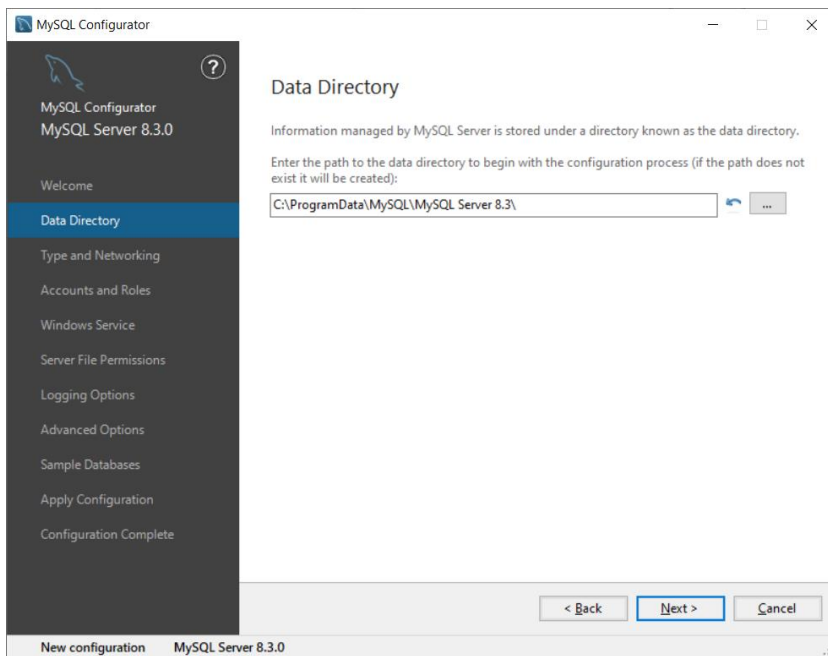 MySQL Configurator
?
MySQL Configurator
MySQL Server 8.3.0
Welcome
Data Directory
Type and Networking
Accounts and Roles
Windows Service
Server File Permissions
Logging Options
Advanced Options
Sample Databases
Apply Configuration
Configuration Complete
Data Directory
Information managed by MySQL Server is stored under a directory known as the data directory.
Enter the path to the data directory to begin with the configuration process (if the path does not
exist it will be created):
C:\ProgramData\MySQL\MySQL Server 8.3\
...
< Back Next > Cancel
New configuration MySQL Server 8.3.0